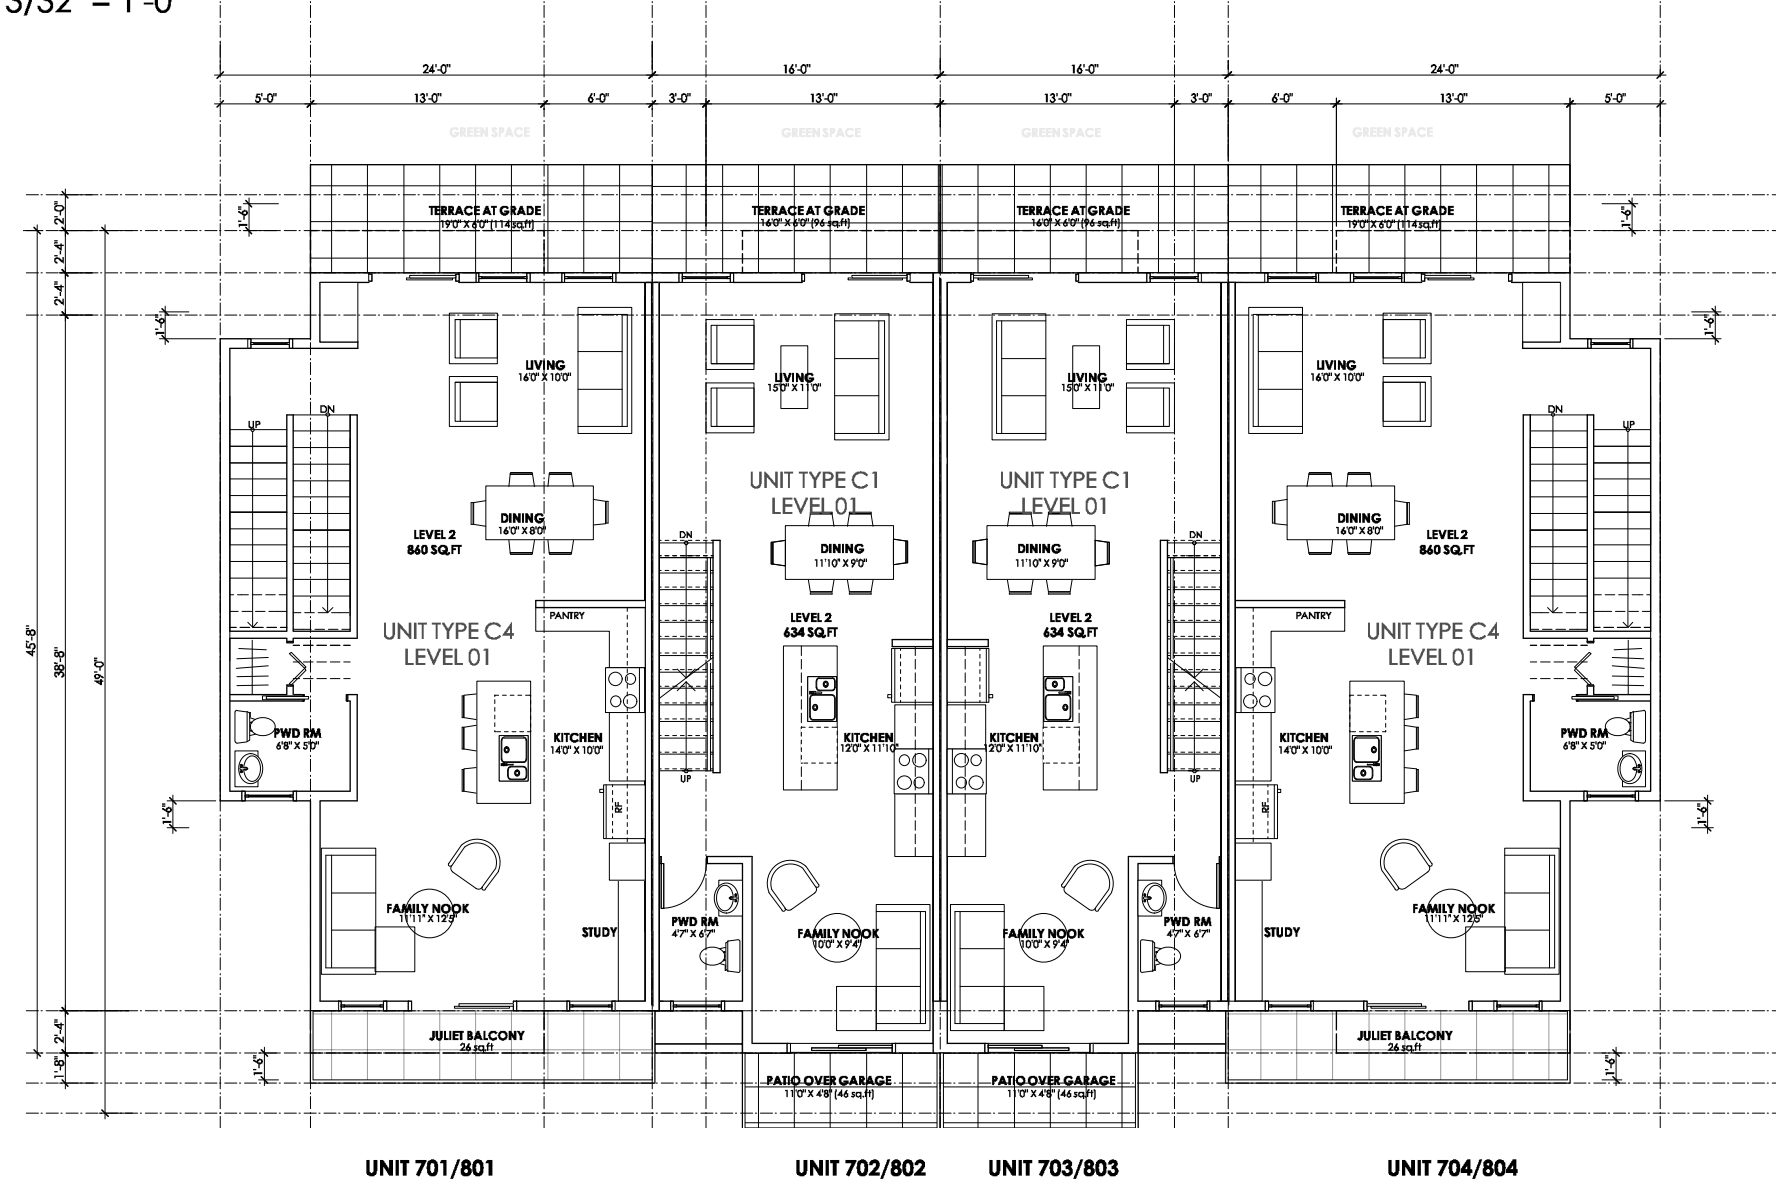 3/32" = 1'-0"
24'-0" 16'-0" 16'-0" 24'-0"
5'-0" 13'-0" 6'-0" 3'-0" 13'-0" 13'-0" 3'-0" 6'-0" 13'-0" 5'-0"
GREEN SPACE GREEN SPACE GREEN SPACE GREEN SPACE
2'-0" 1'-6" 1'-6"
TERRACE AT GRADE TERRACE AT GRADE TERRACE AT GRADE TERRACE AT GRADE
19'0" X 6'0" (114 sq.ft) 16'0" X 6'0" (96 sq.ft) 16'0" X 6'0" (96 sq.ft) 19'0" X 6'0" (114 sq.ft)
2'-4"
2'-4"
1'-6" 1'-6"
LIVING LIVING LIVING LIVING
16'0" X 10'0" 15'0" X 11'0" 15'0" X 11'0" 16'0" X 10'0"
DN DN
UP UP
UNIT TYPE C1 UNIT TYPE C1
LEVEL 01 LEVEL 01
DINING DINING
16'0" X 8'0" 16'0" X 8'0"
LEVEL 2 DN DN LEVEL 2
860 SQ.FT DINING DINING 860 SQ.FT
11'10" X 9'0" 11'10" X 9'0"
PANTRY LEVEL 2 LEVEL 2 PANTRY
634 SQ.FT 634 SQ.FT
UNIT TYPE C4 UNIT TYPE C4
LEVEL 01 LEVEL 01
45'-8" 38'-8" 49'-0"
PWD RM KITCHEN KITCHEN KITCHEN KITCHEN PWD RM
6'8" X 5'0" 14'0" X 10'0" 12'0" X 11'10" 12'0" X 11'10" 14'0" X 10'0" 6'8" X 5'0"
UP UP
1'-6" RF RF 1'-6"
FAMILY NOOK FAMILY NOOK
11'11" X 12'5" 11'11" X 12'5"
PWD RM PWD RM
4'7" X 6'7" 4'7" X 6'7"
STUDY FAMILY NOOK FAMILY NOOK STUDY
10'0" X 9'4" 10'0" X 9'4"
2'-4" JULIET BALCONY JULIET BALCONY
26 sq.ft 26 sq.ft
1'-8" 1'-6" 1'-6"
PATIO OVER GARAGE PATIO OVER GARAGE
11'0" X 4'8" (46 sq.ft) 11'0" X 4'8" (46 sq.ft)
UNIT 701/801 UNIT 702/802 UNIT 703/803 UNIT 704/804